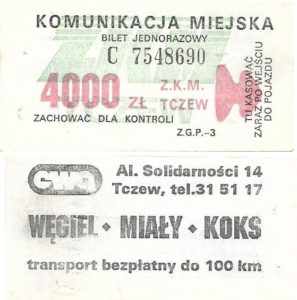 KOMUNIKACJA MIEJSKA
BILET JEDNORAZOWY
C 7548690
4000 ZŁ
Z.K.M.
TCZEW
ZACHOWAĆ DLA KONTROLI
Z.G.P.-3
TU KASOWAĆ
ZARAZ PO WEJŚCIU
DO POJAZDU
CWA
Al. Solidarności 14
Tczew, tel. 31 51 17
WĘGIEL • MIAŁY • KOKS
transport bezpłatny do 100 km